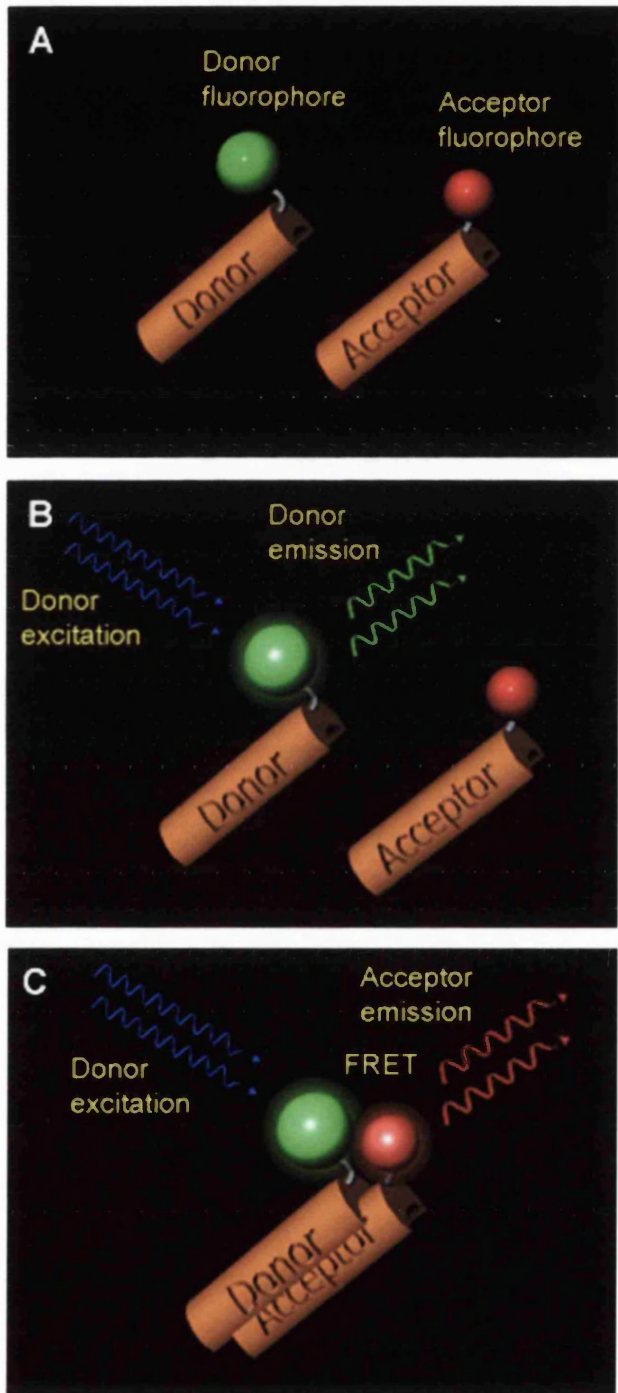 A
Donor
fluorophore
Acceptor
fluorophore
Donor
Acceptor
B
Donor
emission
Donor
excitation
Donor
Acceptor
C
Acceptor
emission
FRET
Donor
excitation
Donor
Acceptor